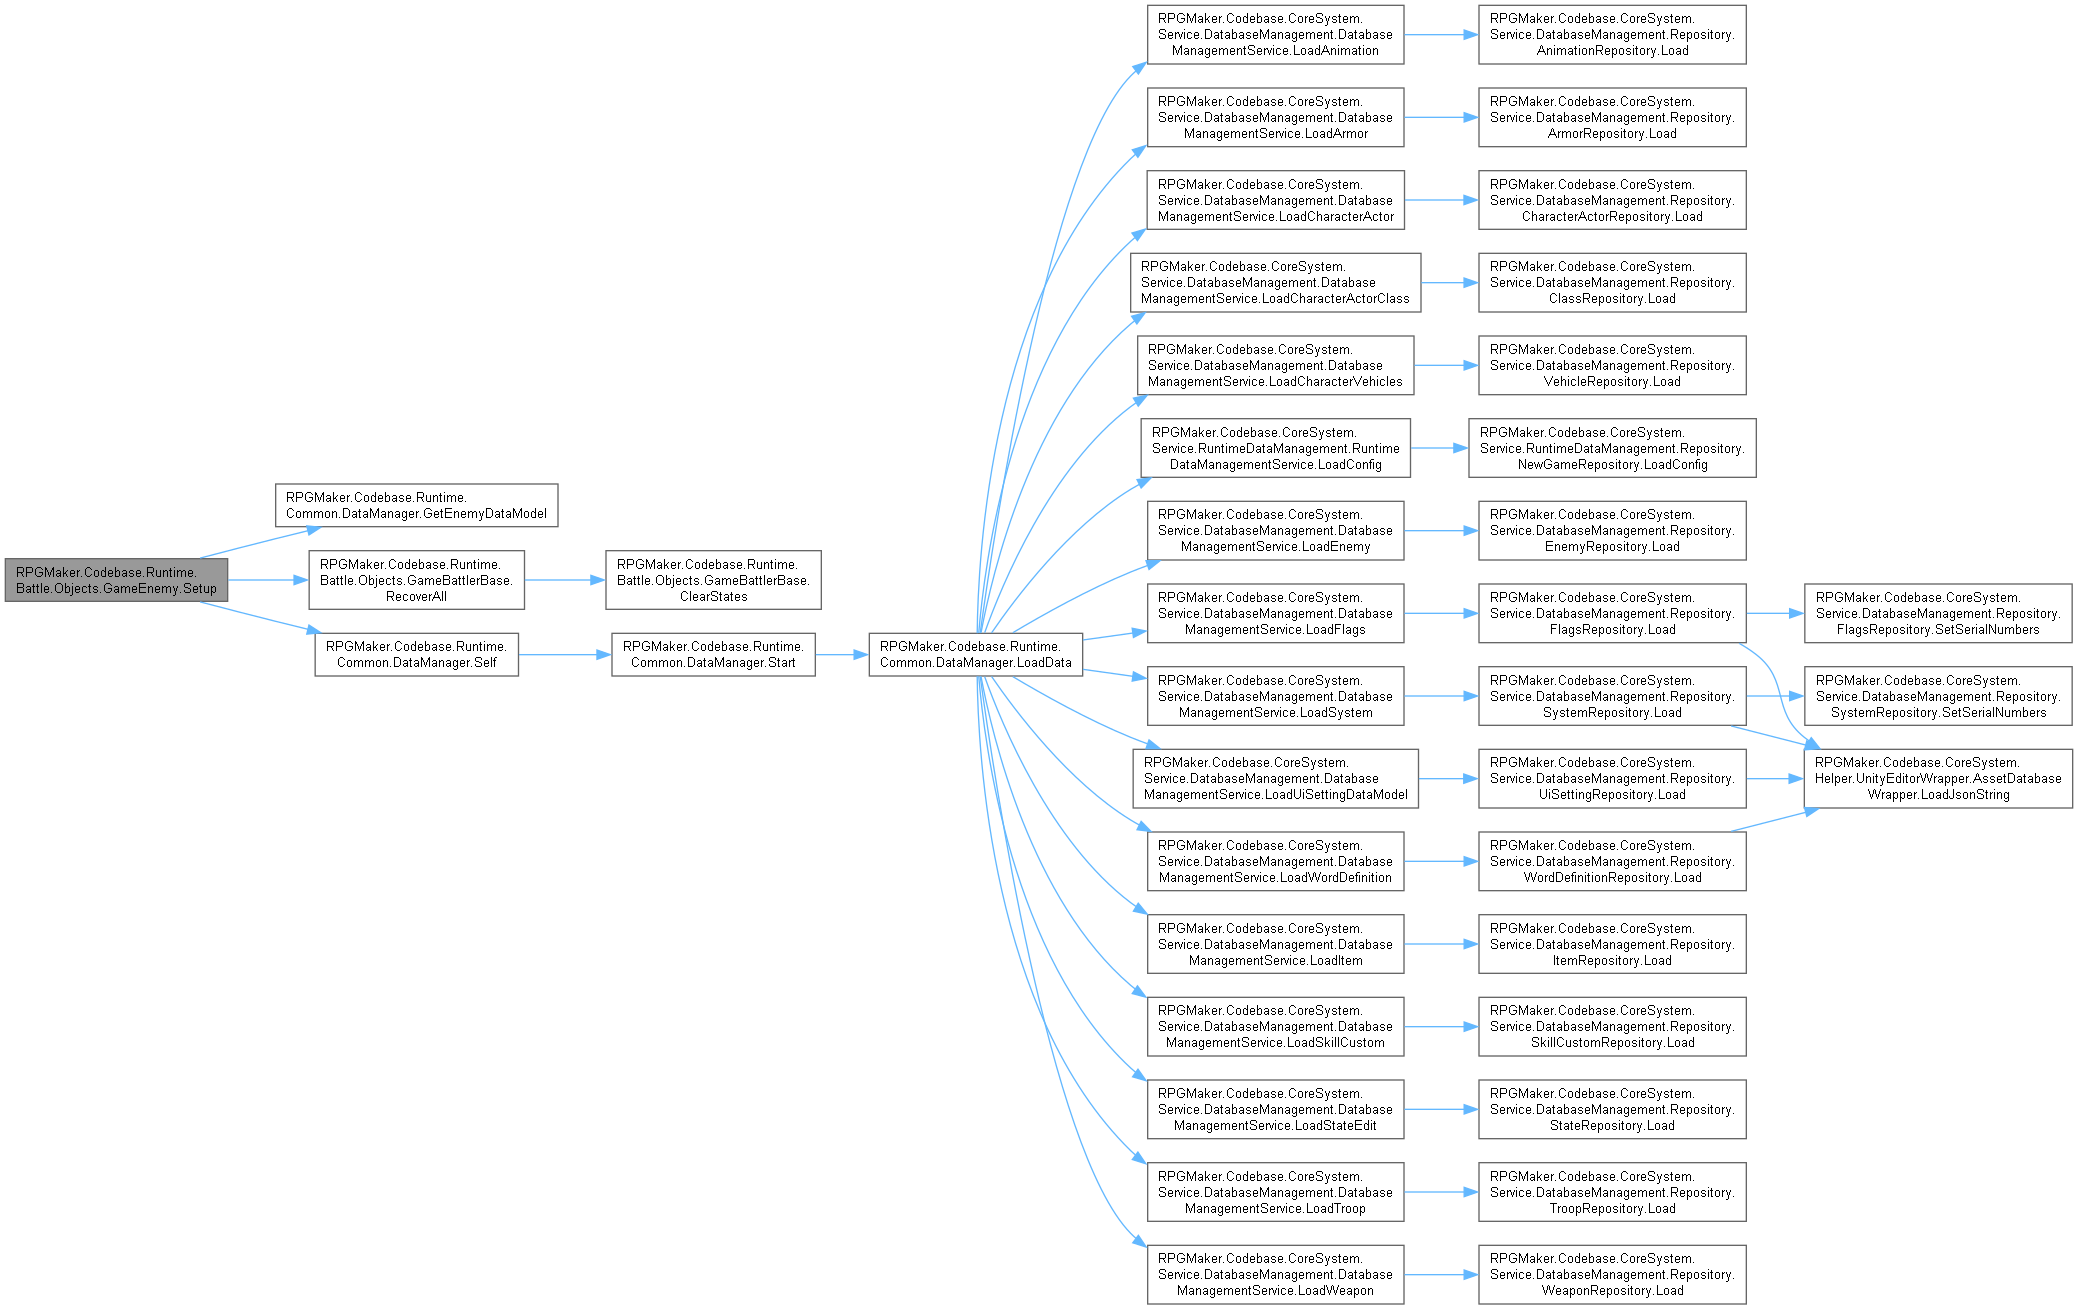 RPGMaker.Codebase.Runtime.
Battle.Objects.GameEnemy.Setup
RPGMaker.Codebase.Runtime.
Common.DataManager.GetEnemyDataModel
RPGMaker.Codebase.Runtime.
Battle.Objects.GameBattlerBase.
RecoverAll
RPGMaker.Codebase.Runtime.
Battle.Objects.GameBattlerBase.
ClearStates
RPGMaker.Codebase.Runtime.
Common.DataManager.Self
RPGMaker.Codebase.Runtime.
Common.DataManager.Start
RPGMaker.Codebase.Runtime.
Common.DataManager.LoadData
RPGMaker.Codebase.CoreSystem.
Service.DatabaseManagement.Database
ManagementService.LoadAnimation
RPGMaker.Codebase.CoreSystem.
Service.DatabaseManagement.Repository.
AnimationRepository.Load
RPGMaker.Codebase.CoreSystem.
Service.DatabaseManagement.Database
ManagementService.LoadArmor
RPGMaker.Codebase.CoreSystem.
Service.DatabaseManagement.Repository.
ArmorRepository.Load
RPGMaker.Codebase.CoreSystem.
Service.DatabaseManagement.Database
ManagementService.LoadCharacterActor
RPGMaker.Codebase.CoreSystem.
Service.DatabaseManagement.Repository.
CharacterActorRepository.Load
RPGMaker.Codebase.CoreSystem.
Service.DatabaseManagement.Database
ManagementService.LoadCharacterActorClass
RPGMaker.Codebase.CoreSystem.
Service.DatabaseManagement.Repository.
ClassRepository.Load
RPGMaker.Codebase.CoreSystem.
Service.DatabaseManagement.Database
ManagementService.LoadCharacterVehicles
RPGMaker.Codebase.CoreSystem.
Service.DatabaseManagement.Repository.
VehicleRepository.Load
RPGMaker.Codebase.CoreSystem.
Service.RuntimeDataManagement.Runtime
DataManagementService.LoadConfig
RPGMaker.Codebase.CoreSystem.
Service.RuntimeDataManagement.Repository.
NewGameRepository.LoadConfig
RPGMaker.Codebase.CoreSystem.
Service.DatabaseManagement.Database
ManagementService.LoadEnemy
RPGMaker.Codebase.CoreSystem.
Service.DatabaseManagement.Repository.
EnemyRepository.Load
RPGMaker.Codebase.CoreSystem.
Service.DatabaseManagement.Database
ManagementService.LoadFlags
RPGMaker.Codebase.CoreSystem.
Service.DatabaseManagement.Repository.
FlagsRepository.Load
RPGMaker.Codebase.CoreSystem.
Service.DatabaseManagement.Repository.
FlagsRepository.SetSerialNumbers
RPGMaker.Codebase.CoreSystem.
Service.DatabaseManagement.Database
ManagementService.LoadSystem
RPGMaker.Codebase.CoreSystem.
Service.DatabaseManagement.Repository.
SystemRepository.Load
RPGMaker.Codebase.CoreSystem.
Service.DatabaseManagement.Repository.
SystemRepository.SetSerialNumbers
RPGMaker.Codebase.CoreSystem.
Service.DatabaseManagement.Database
ManagementService.LoadUiSettingDataModel
RPGMaker.Codebase.CoreSystem.
Service.DatabaseManagement.Repository.
UiSettingRepository.Load
RPGMaker.Codebase.CoreSystem.
Helper.UnityEditorWrapper.AssetDatabase
Wrapper.LoadJsonString
RPGMaker.Codebase.CoreSystem.
Service.DatabaseManagement.Database
ManagementService.LoadWordDefinition
RPGMaker.Codebase.CoreSystem.
Service.DatabaseManagement.Repository.
WordDefinitionRepository.Load
RPGMaker.Codebase.CoreSystem.
Service.DatabaseManagement.Database
ManagementService.LoadItem
RPGMaker.Codebase.CoreSystem.
Service.DatabaseManagement.Repository.
ItemRepository.Load
RPGMaker.Codebase.CoreSystem.
Service.DatabaseManagement.Database
ManagementService.LoadSkillCustom
RPGMaker.Codebase.CoreSystem.
Service.DatabaseManagement.Repository.
SkillCustomRepository.Load
RPGMaker.Codebase.CoreSystem.
Service.DatabaseManagement.Database
ManagementService.LoadStateEdit
RPGMaker.Codebase.CoreSystem.
Service.DatabaseManagement.Repository.
StateRepository.Load
RPGMaker.Codebase.CoreSystem.
Service.DatabaseManagement.Database
ManagementService.LoadTroop
RPGMaker.Codebase.CoreSystem.
Service.DatabaseManagement.Repository.
TroopRepository.Load
RPGMaker.Codebase.CoreSystem.
Service.DatabaseManagement.Database
ManagementService.LoadWeapon
RPGMaker.Codebase.CoreSystem.
Service.DatabaseManagement.Repository.
WeaponRepository.Load